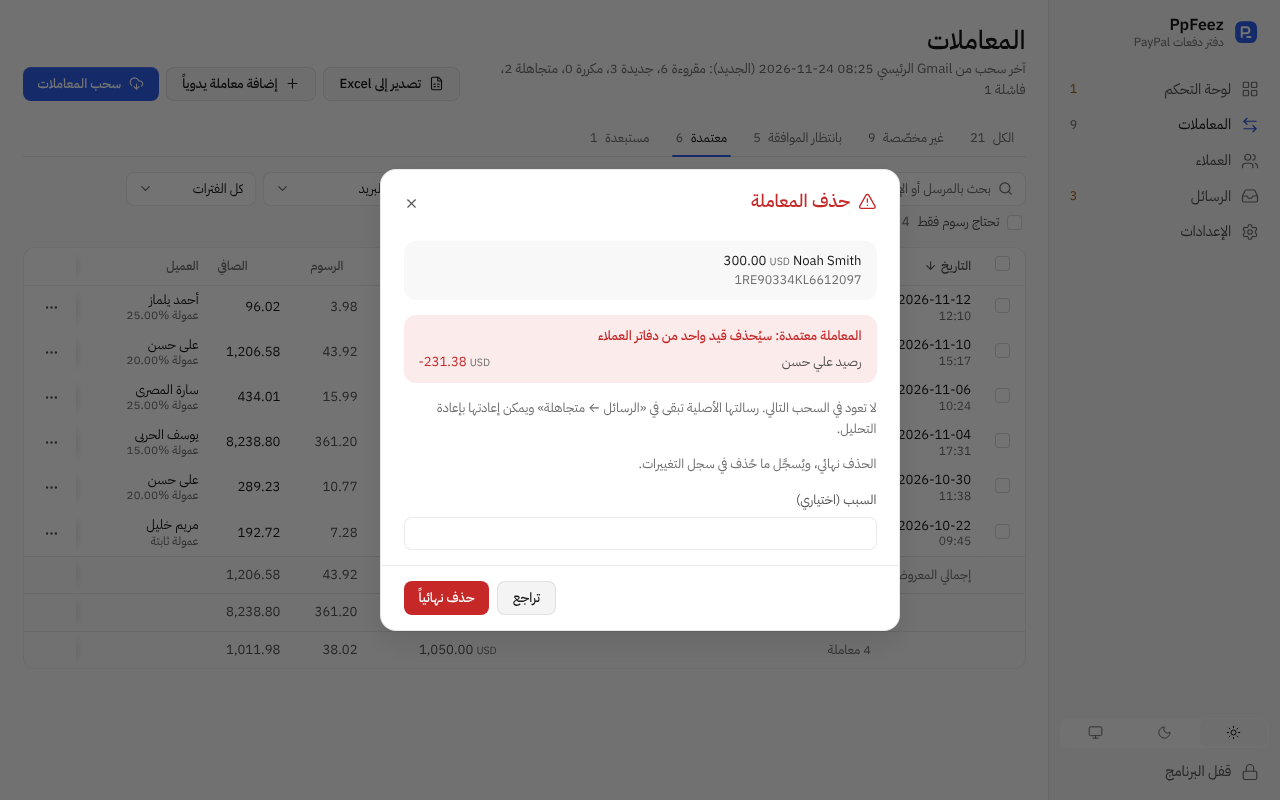 PpFeez
دفتر دفعات PayPal
لوحة التحكم 1
المعاملات 9
العملاء
الرسائل 3
الإعدادات
قفل البرنامج
المعاملات
آخر سحب من Gmail الرئيسي 08:25 24-11-2026 (الجديد): مقروءة 6، جديدة 3، مكررة 0، متجاهلة 2،
فاشلة 1
تصدير إلى Excel
إضافة معاملة يدوياً
سحب المعاملات
الكل 21
غير مخصّصة 9
بانتظار الموافقة 5
معتمدة 6
مستبعدة 1
بحث بالمرسل أو
كل الفترات
تحتاج رسوم فقط 4
التاريخ ↓ الرسوم الصافي العميل
2026-11-12 3.98 96.02 أحمد يلماز
12:10 عمولة 25.00%
2026-11-10 43.92 1,206.58 علي حسن
15:17 عمولة 20.00%
2026-11-06 15.99 434.01 سارة المصري
10:24 عمولة 25.00%
2026-11-04 361.20 8,238.80 يوسف الحربي
17:31 عمولة 15.00%
2026-10-30 10.77 289.23 علي حسن
11:38 عمولة 20.00%
2026-10-22 7.28 192.72 مريم خليل
09:45 عمولة ثابتة
إجمالي 43.92 1,206.58
361.20 8,238.80
4 معاملة 1,050.00 USD 38.02 1,011.98
حذف المعاملة
300.00 USD Noah Smith
1RE90334KL6612097
المعاملة معتمدة: سيُحذف قيد واحد من دفاتر العملاء
رصيد علي حسن -231.38 USD
لا تعود في السحب التالي. رسالتها الأصلية تبقى في «الرسائل ← متجاهلة» ويمكن إعادتها بإعادة
التحليل.
الحذف نهائي، ويُسجَّل ما حُذف في سجل التغييرات.
السبب (اختياري)
تراجع
حذف نهائياً